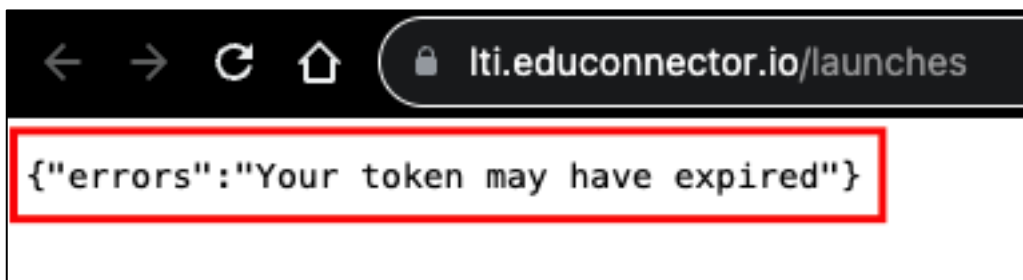 lti.educonnector.io/launches
{"errors":"Your token may have expired"}